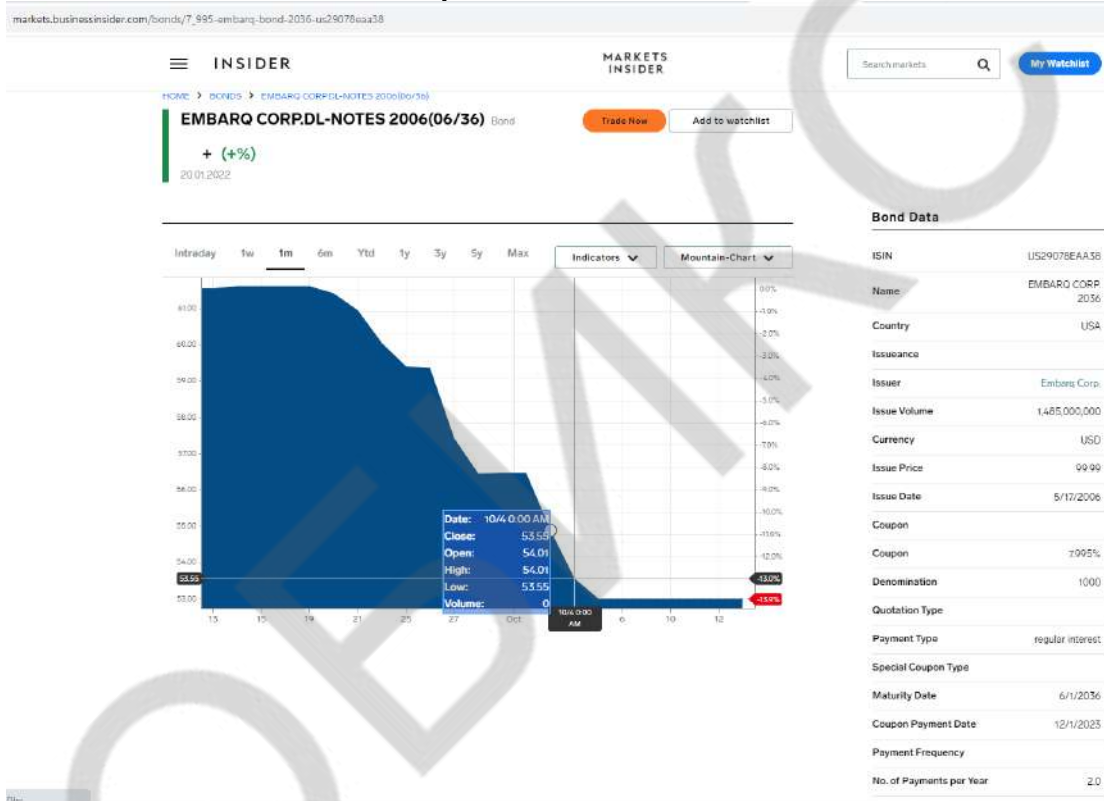 markets.businessinsider.com/bonds/7_995-embarq-bond-2036-us29078eaa38
INSIDER
MARKETS
INSIDER
Search markets
My Watchlist
HOME > BONDS > EMBARQ CORP.DL-NOTES 2006(06/36)
EMBARQ CORP.DL-NOTES 2006(06/36) Bond
Trade Now
Add to watchlist
+ (+%)
20.01.2022
Intraday 1w 1m 6m Ytd 1y 3y 5y Max
Indicators
Mountain-Chart
61.00
60.00
59.00
58.00
57.00
56.00
55.00
54.00
53.55
53.00
0.0%
-1.0%
-2.0%
-3.0%
-4.0%
-5.0%
-6.0%
-7.0%
-8.0%
-9.0%
-10.0%
-11.0%
-12.0%
-13.0%
-13.9%
Date: 10/4 0:00 AM
Close: 53.55
Open: 54.01
High: 54.01
Low: 53.55
Volume: 0
13 15 19 21 25 27 Oct 10/4 0:00 AM 6 10 12
Bond Data
ISIN US29078EAA38
Name EMBARQ CORP. 2036
Country USA
Issueance
Issuer Embarq Corp.
Issue Volume 1,485,000,000
Currency USD
Issue Price 99.99
Issue Date 5/17/2006
Coupon
Coupon 7.995%
Denomination 1000
Quotation Type
Payment Type regular interest
Special Coupon Type
Maturity Date 6/1/2036
Coupon Payment Date 12/1/2023
Payment Frequency
No. of Payments per Year 2.0